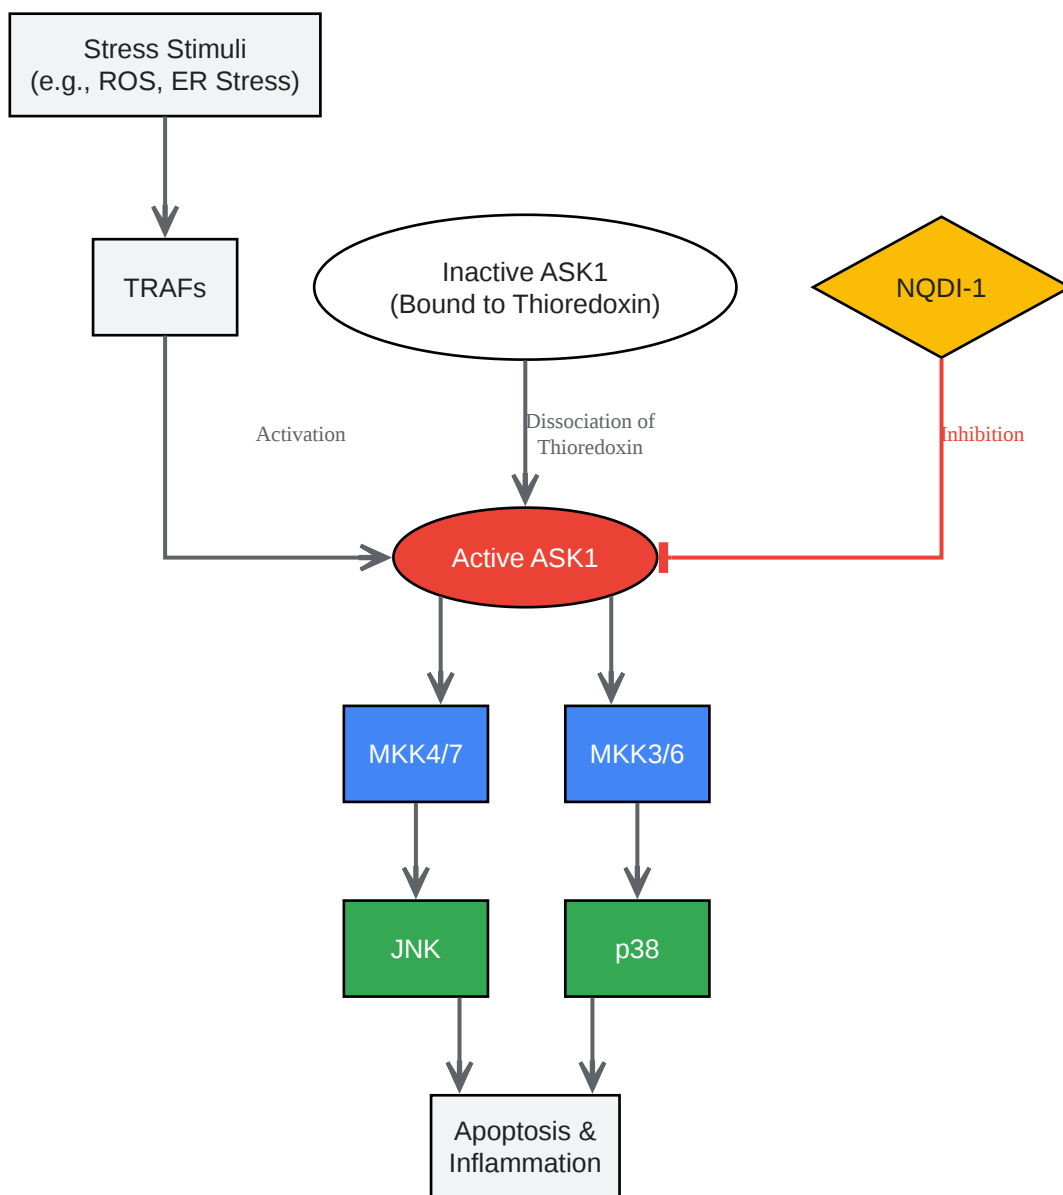 Stress Stimuli
(e.g., ROS, ER Stress)
TRAFs
Inactive ASK1
(Bound to Thioredoxin)
NQDI-1
Activation
Dissociation of
Thioredoxin
Inhibition
Active ASK1
MKK4/7
MKK3/6
JNK
p38
Apoptosis &
Inflammation